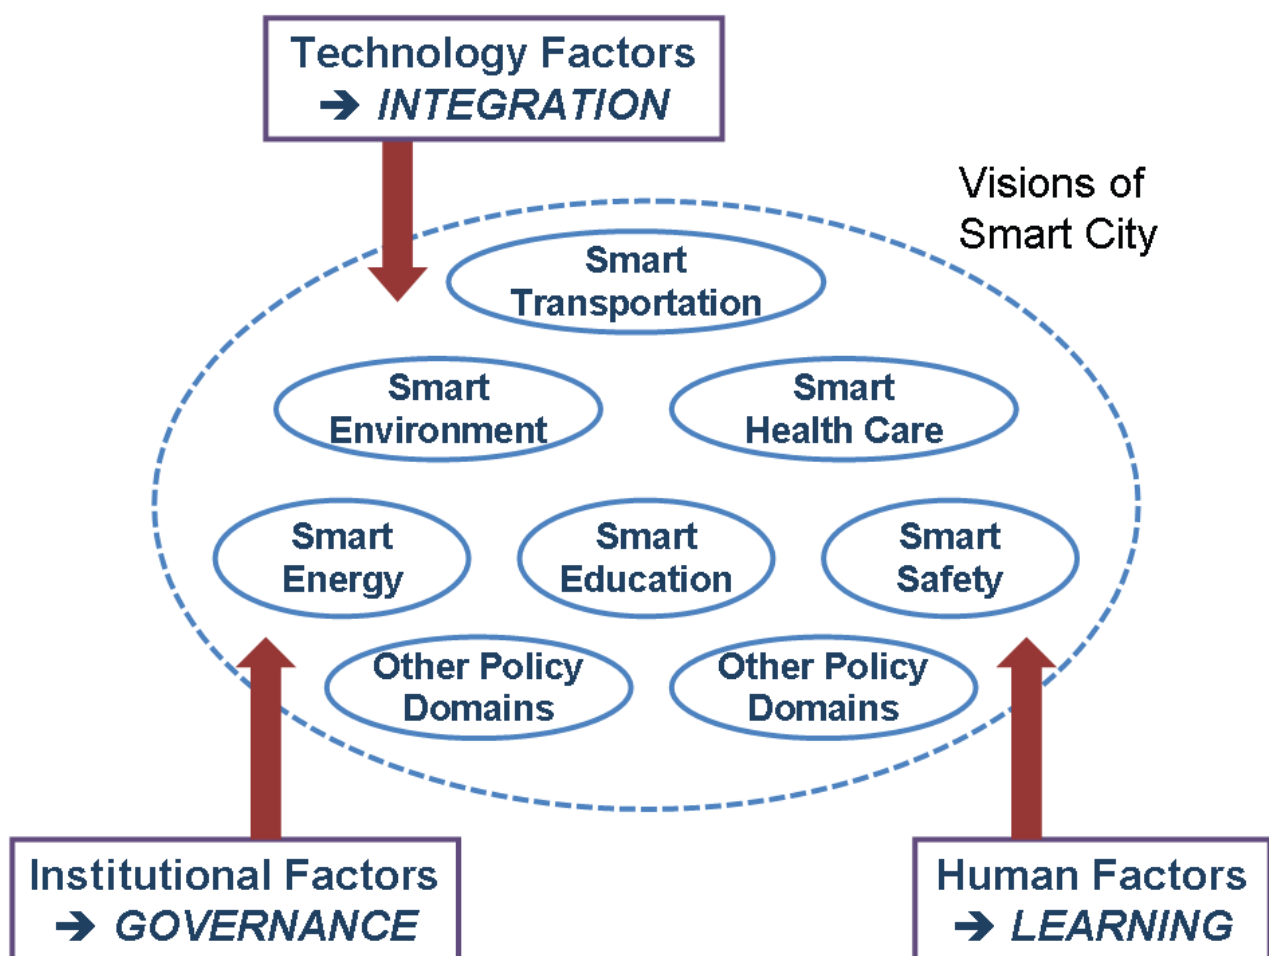 Technology Factors
➔ INTEGRATION
Visions of
Smart City
Smart
Transportation
Smart
Environment
Smart
Health Care
Smart
Energy
Smart
Education
Smart
Safety
Other Policy
Domains
Other Policy
Domains
Institutional Factors
➔ GOVERNANCE
Human Factors
➔ LEARNING